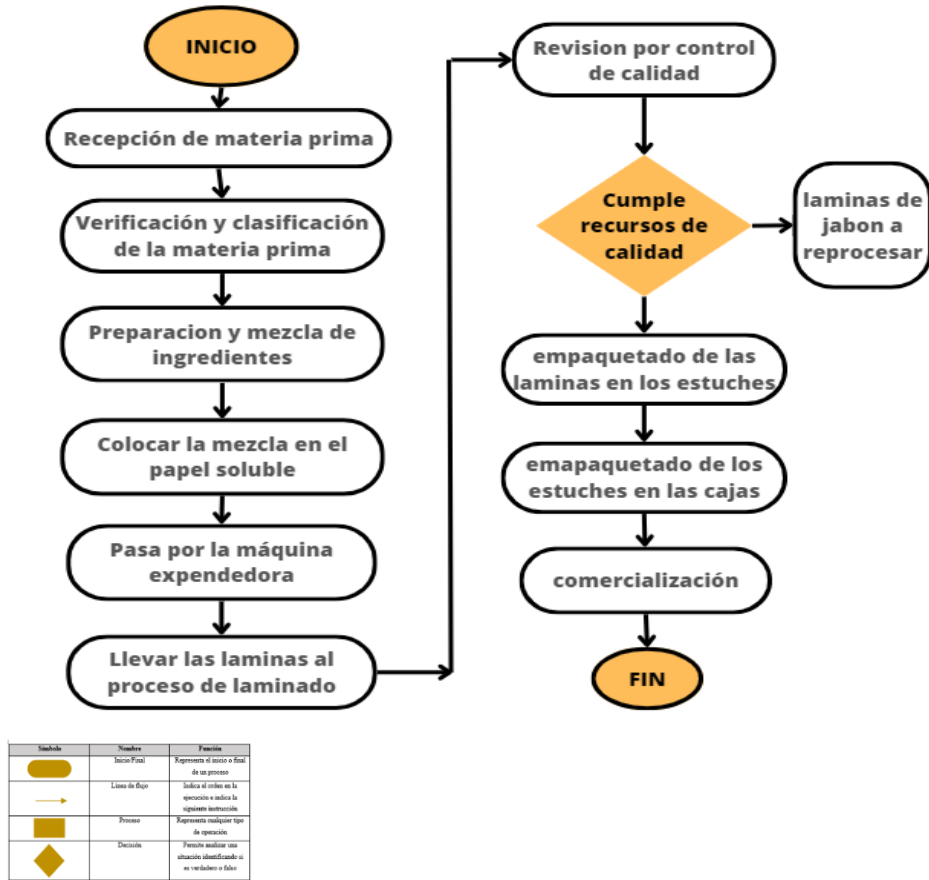 INICIO
Recepción de materia prima
Verificación y clasificación
de la materia prima
Preparacion y mezcla de
ingredientes
Colocar la mezcla en el
papel soluble
Pasa por la máquina
expendedora
Llevar las laminas al
proceso de laminado
Revision por control
de calidad
Cumple
recursos de
calidad
laminas de
jabon a
reprocesar
empaquetado de las
laminas en los estuches
emapaquetado de los
estuches en las cajas
comercialización
FIN
Símbolo Nombre Función
Inicio/Final
Representa el inicio o final
de un proceso
Línea de flujo
Indica el orden en la
ejecución e indica la
siguiente instrucción
Proceso
Representa cualquier tipo
de operación
Decisión
Permite analizar una
situación identificando si
es verdadero o falso